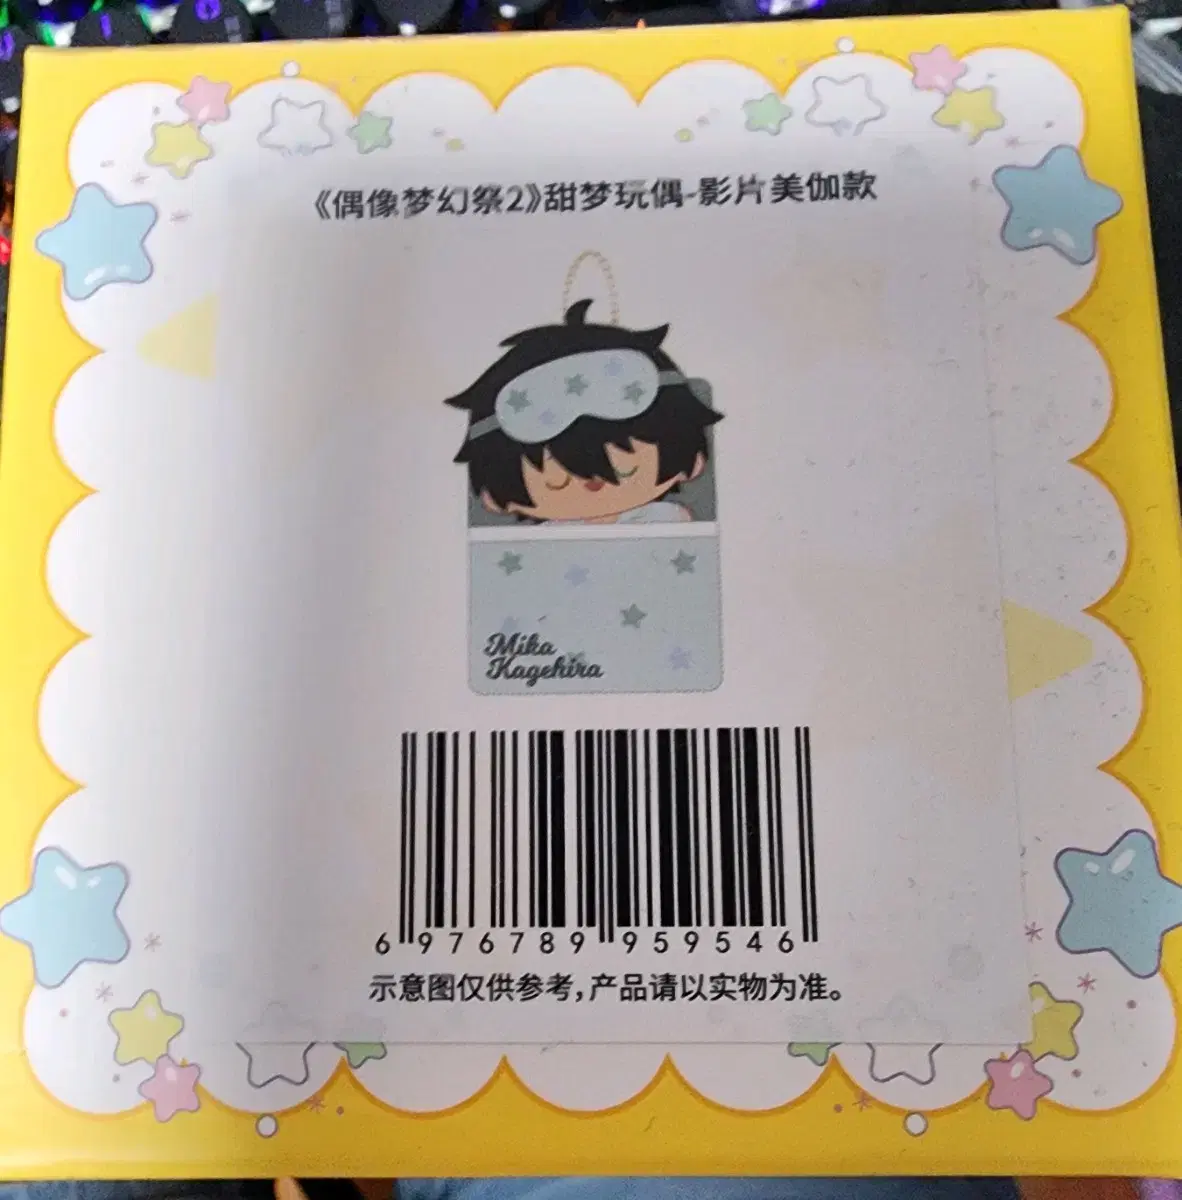 《偶像梦幻祭2》甜梦玩偶-影片美伽款
Mika
Kagehira
6 976789 959546
示意图仅供参考,产品请以实物为准。